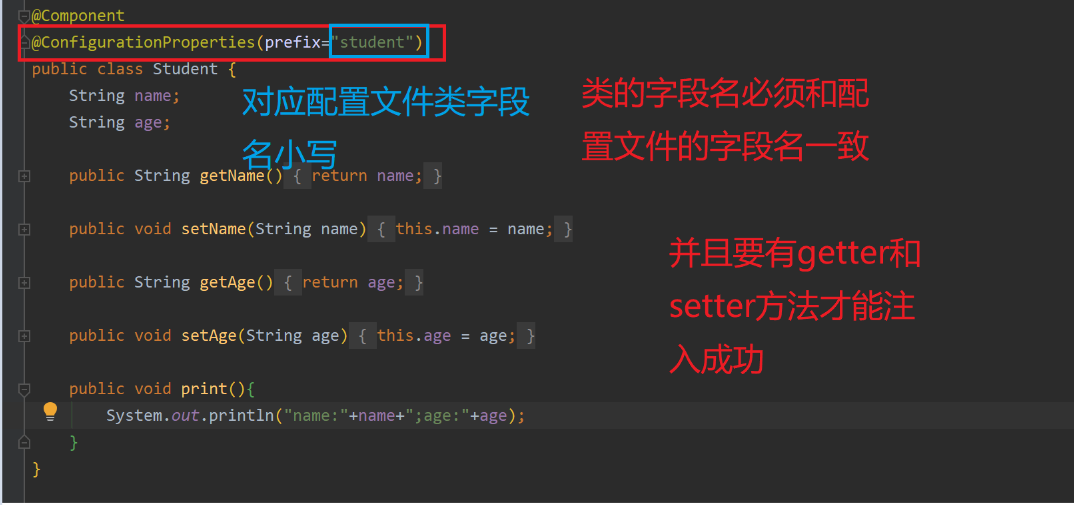 @Component
@ConfigurationProperties(prefix="student")
public class Student {
String name;
String age;
对应配置文件类字段
名小写
类的字段名必须和配
置文件的字段名一致
public String getName() { return name; }
public void setName(String name) { this.name = name; }
并且要有getter和
setter方法才能注
入成功
public String getAge() { return age; }
public void setAge(String age) { this.age = age; }
public void print(){
System.out.println("name:"+name+";age:"+age);
}
}